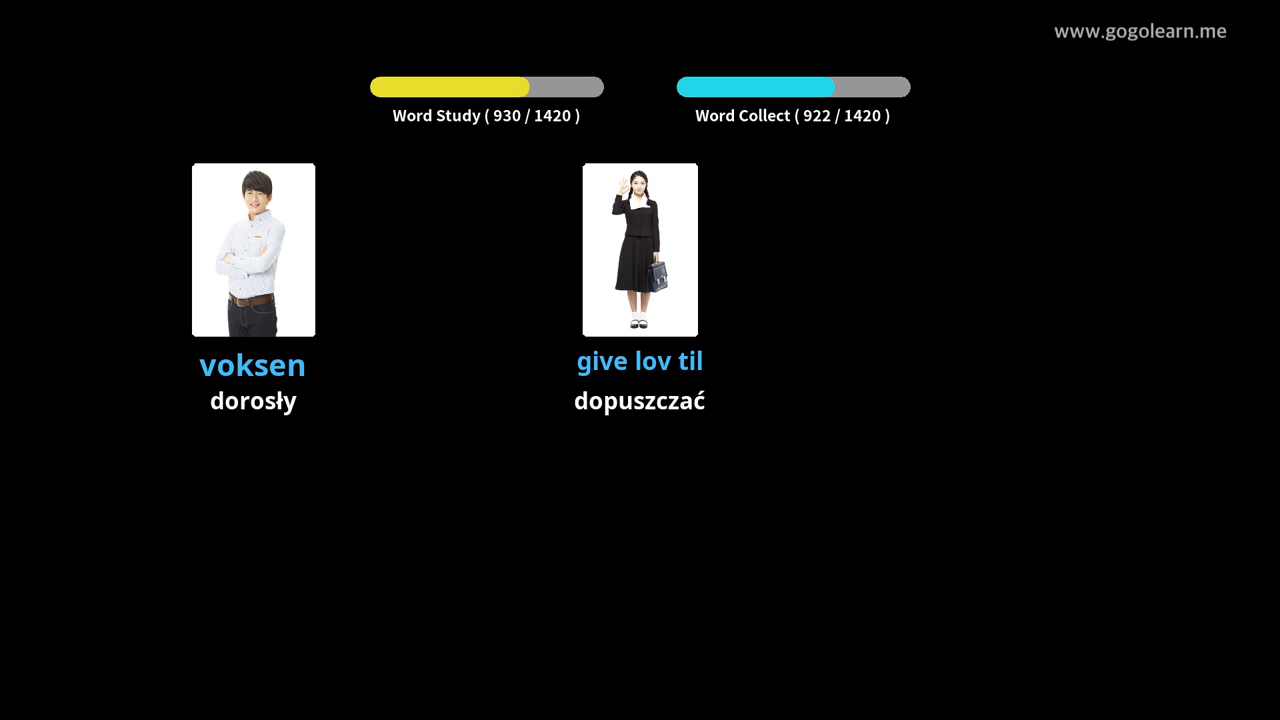 www.gogolearn.me
Word Study ( 930 / 1420 )
Word Collect ( 922 / 1420 )
voksen
dorosły
give lov til
dopuszczać